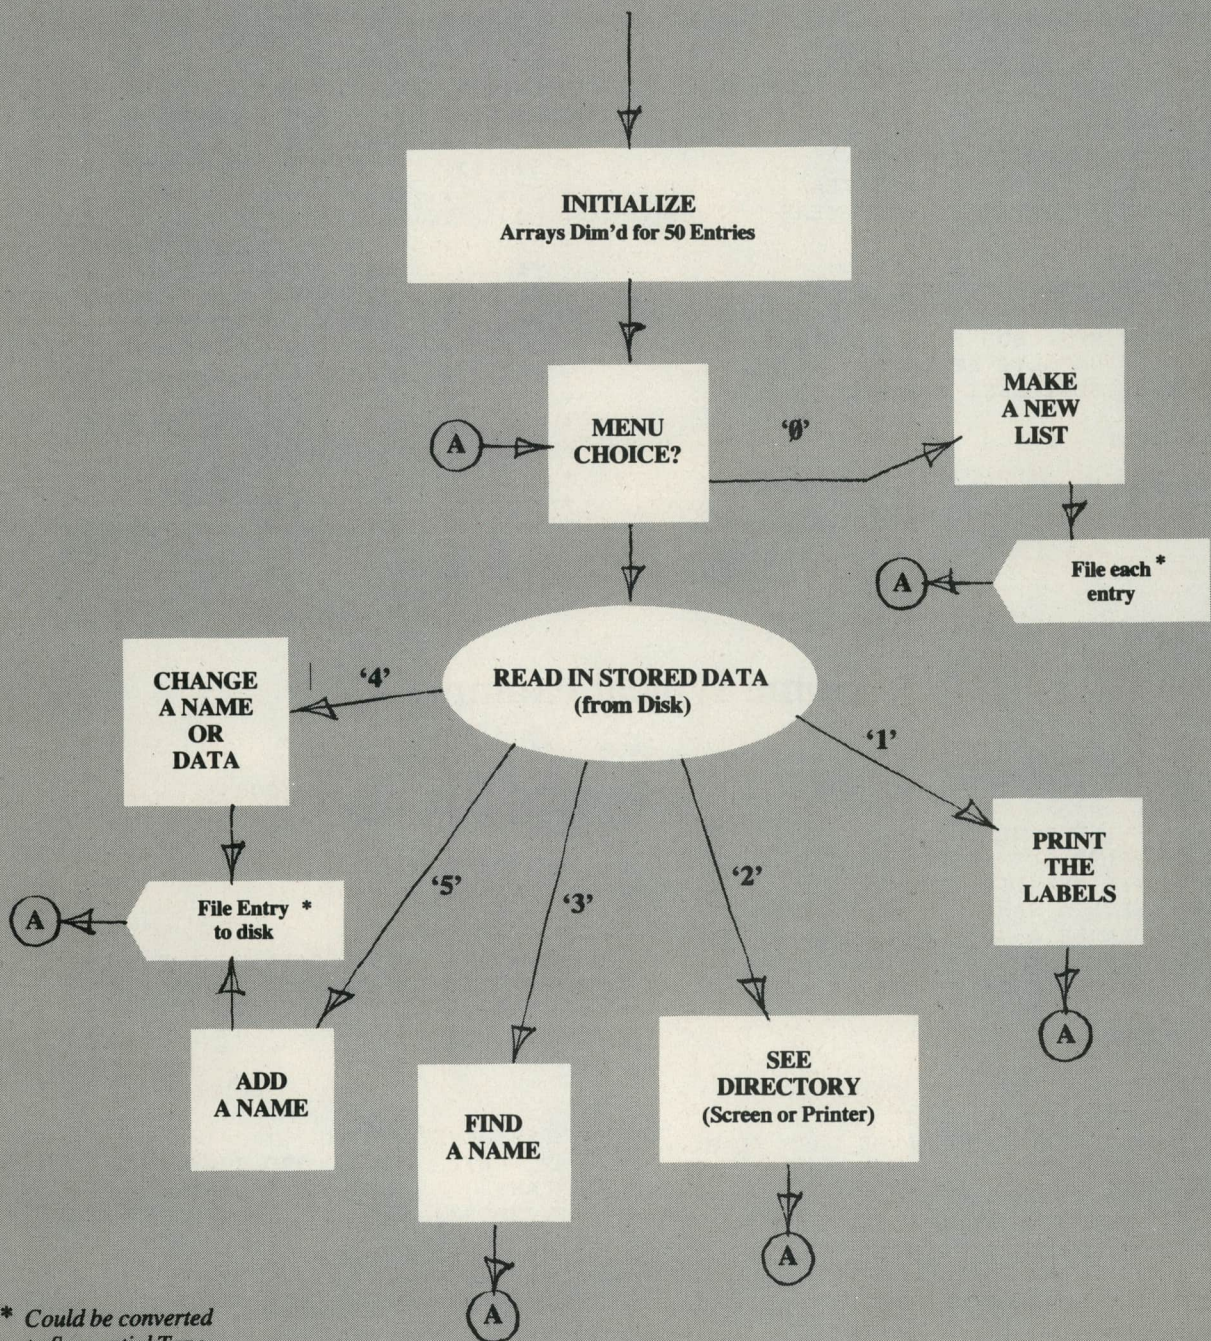 INITIALIZE
Arrays Dim'd for 50 Entries
MENU
CHOICE?
A
'0'
MAKE
A NEW
LIST
File each *
entry
A
READ IN STORED DATA
(from Disk)
'4'
CHANGE
A NAME
OR
DATA
'1'
PRINT
THE
LABELS
A
'5'
'3'
'2'
File Entry *
to disk
A
ADD
A NAME
FIND
A NAME
A
SEE
DIRECTORY
(Screen or Printer)
A
* Could be converted